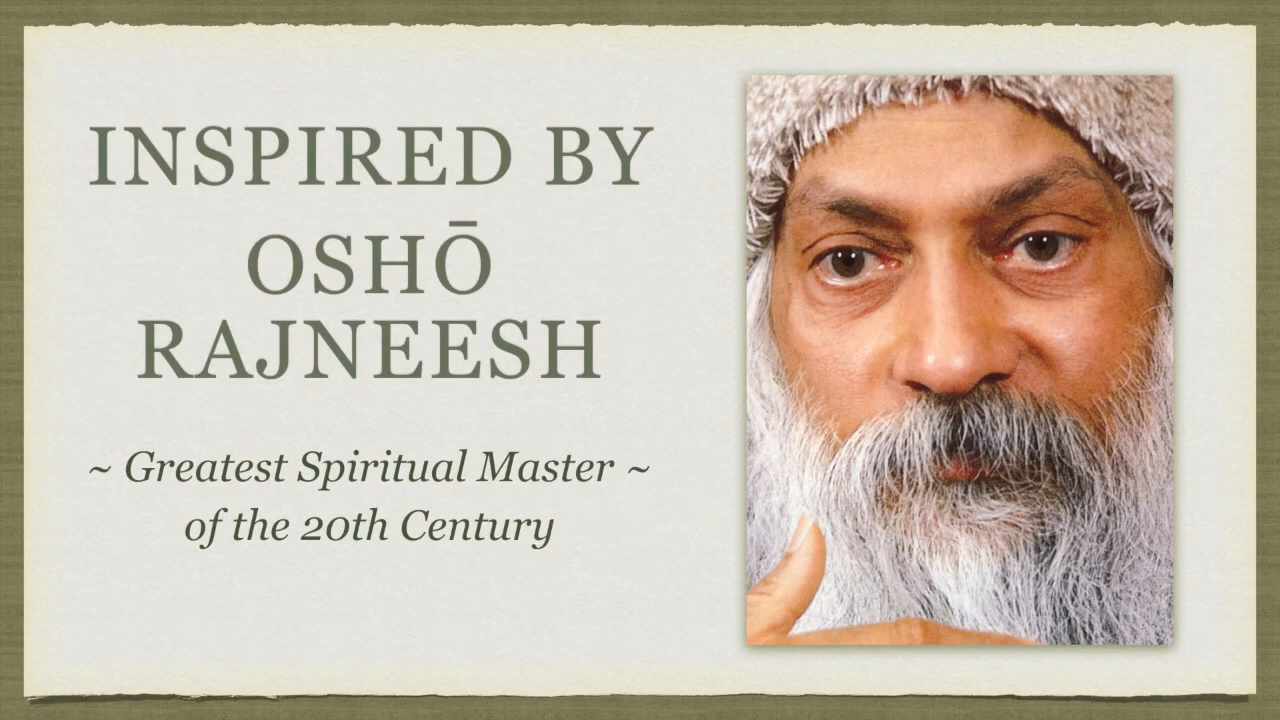 INSPIRED BY
OSHŌ
RAJNEESH
~ Greatest Spiritual Master ~
of the 20th Century